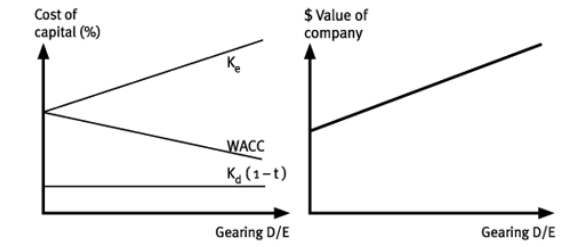 Cost of
capital (%)
Ke
WACC
Kd (1–t)
Gearing D/E
$ Value of
company
Gearing D/E